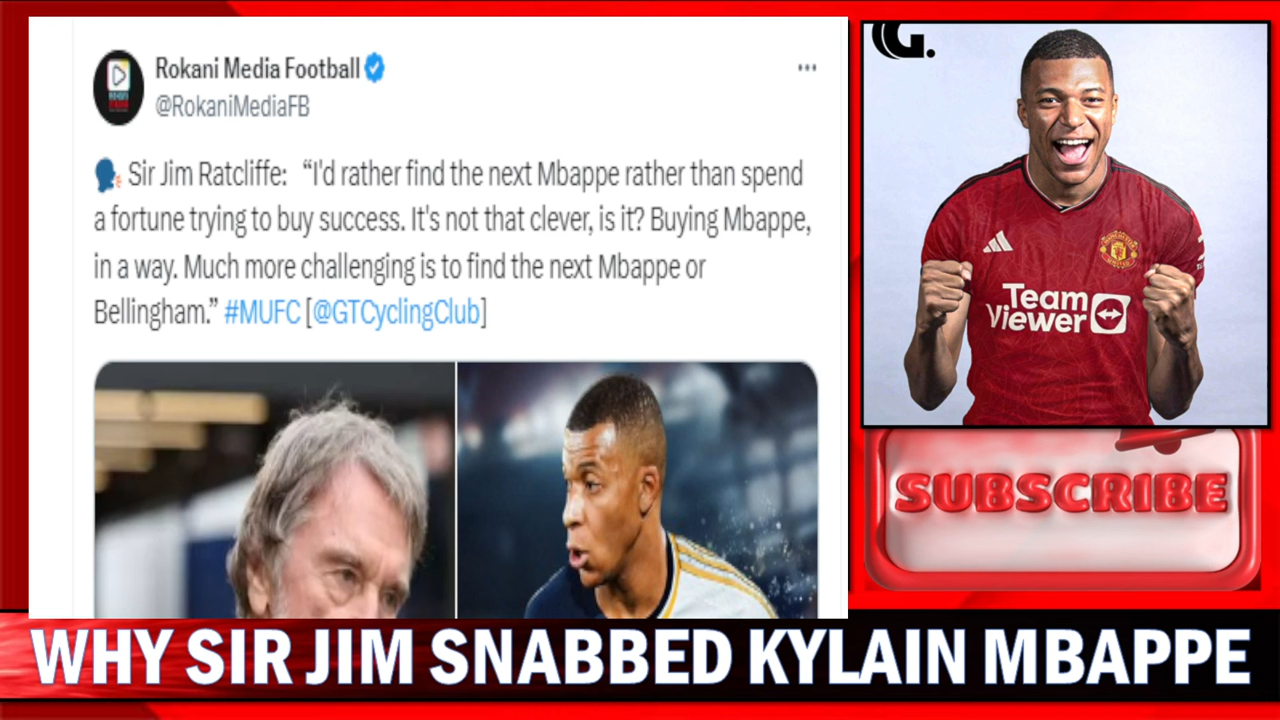 Rokani Media Football
@RokaniMediaFB
Sir Jim Ratcliffe: “I'd rather find the next Mbappe rather than spend
a fortune trying to buy success. It's not that clever, is it? Buying Mbappe,
in a way. Much more challenging is to find the next Mbappe or
Bellingham.” #MUFC [@GTCyclingClub]
G.
Team
Viewer
SUBSCRIBE
WHY SIR JIM SNABBED KYLAIN MBAPPE